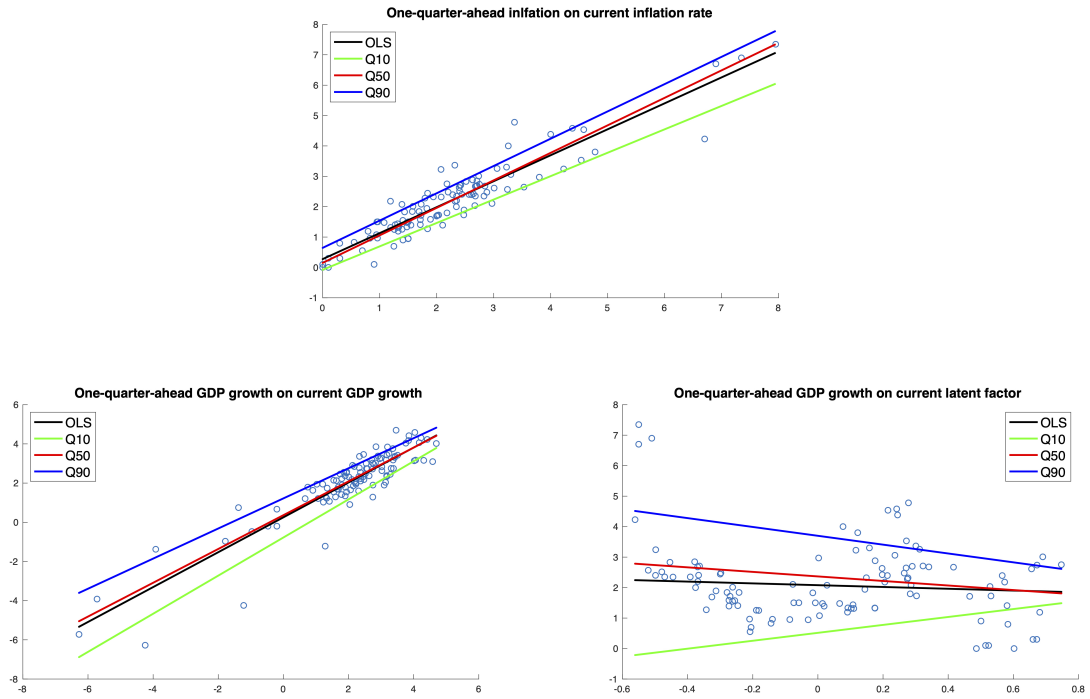 One-quarter-ahead inlfation on current inflation rate
8
7
6
5
4
3
2
1
0
-1
OLS
Q10
Q50
Q90
0 1 2 3 4 5 6 7 8
One-quarter-ahead GDP growth on current GDP growth
6
4
2
0
-2
-4
-6
-8
OLS
Q10
Q50
Q90
-8 -6 -4 -2 0 2 4 6
One-quarter-ahead GDP growth on current latent factor
8
7
6
5
4
3
2
1
0
-1
OLS
Q10
Q50
Q90
-0.6 -0.4 -0.2 0 0.2 0.4 0.6 0.8